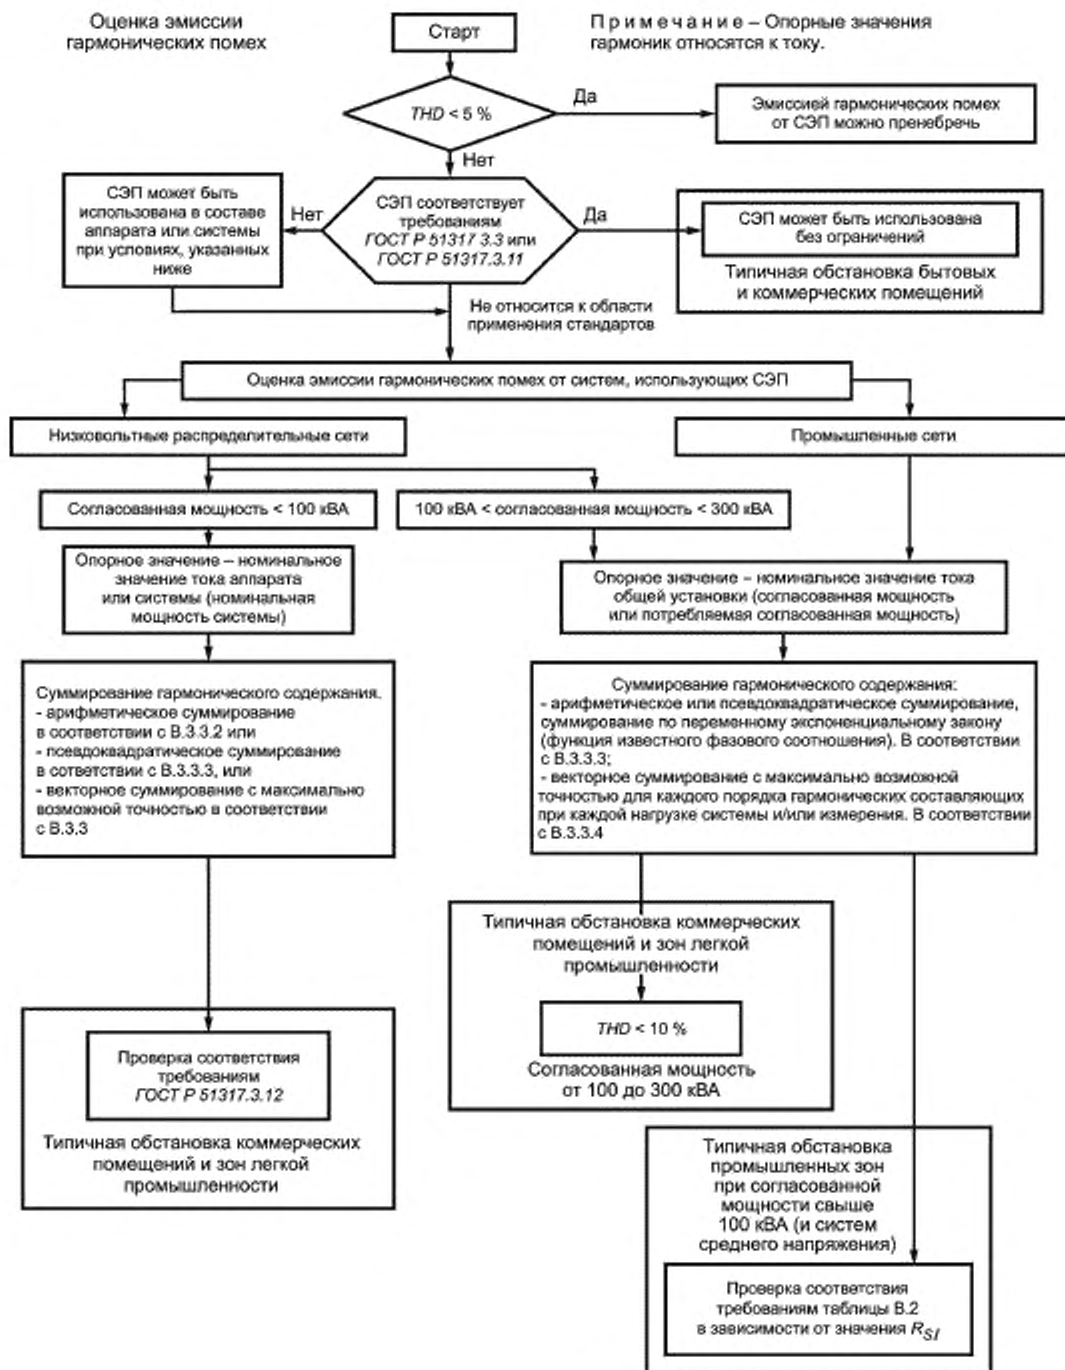 Оценка эмиссии
гармонических помех
Старт
П р и м е ч а н и е – Опорные значения
гармоник относятся к току.
THD < 5 %
Да
Эмиссией гармонических помех
от СЭП можно пренебречь
Нет
СЭП может быть
использована в составе
аппарата или системы
при условиях, указанных
ниже
Нет
СЭП соответствует
требованиям
ГОСТ Р 51317 3.3 или
ГОСТ Р 51317.3.11
Да
СЭП может быть использована
без ограничений
Типичная обстановка бытовых
и коммерческих помещений
Не относится к области
применения стандартов
Оценка эмиссии гармонических помех от систем, использующих СЭП
Низковольтные распределительные сети
Промышленные сети
Согласованная мощность < 100 кВА
100 кВА < согласованная мощность < 300 кВА
Опорное значение – номинальное
значение тока аппарата
или системы (номинальная
мощность системы)
Опорное значение – номинальное значение тока
общей установки (согласованная мощность
или потребляемая согласованная мощность)
Суммирование гармонического содержания.
- арифметическое суммирование
в соответствии с В.3.3.2 или
- псевдоквадратическое суммирование
в сответствии с В.3.3.3, или
- векторное суммирование с максимально
возможной точностью в соответствии
с В.3.3
Суммирование гармонического содержания:
- арифметическое или псевдоквадратическое суммирование,
суммирование по переменному экспоненциальному закону
(функция известного фазового соотношения). В соответствии
с В.3.3.3;
- векторное суммирование с максимально возможной
точностью для каждого порядка гармонических составляющих
при каждой нагрузке системы и/или измерения. В соответствии
с В.3.3.4
Типичная обстановка коммерческих
помещений и зон легкой
промышленности
THD < 10 %
Согласованная мощность
от 100 до 300 кВА
Проверка соответствия
требованиям
ГОСТ Р 51317.3.12
Типичная обстановка коммерческих
помещений и зон легкой
промышленности
Типичная обстановка
промышленных зон
при согласованной
мощности свыше
100 кВА (и систем
среднего напряжения)
Проверка соответствия
требованиям таблицы В.2
в зависимости от значения RSI